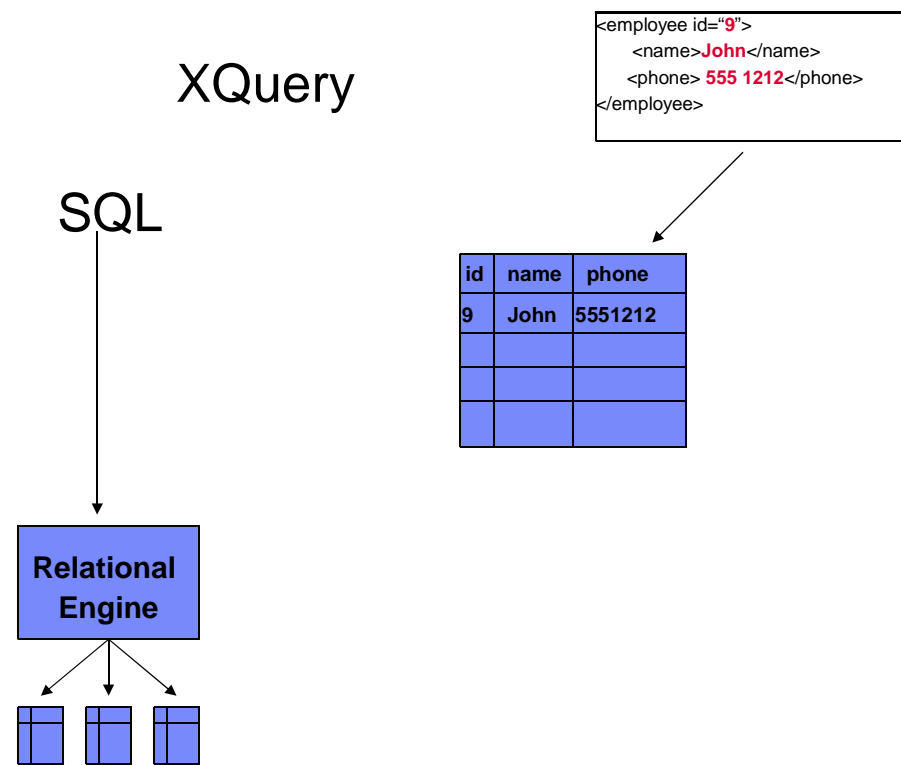 <employee id=“9”>
<name>John</name>
<phone> 555 1212</phone>
</employee>
XQuery
SQL
id name phone
9 John 5551212
Relational
Engine